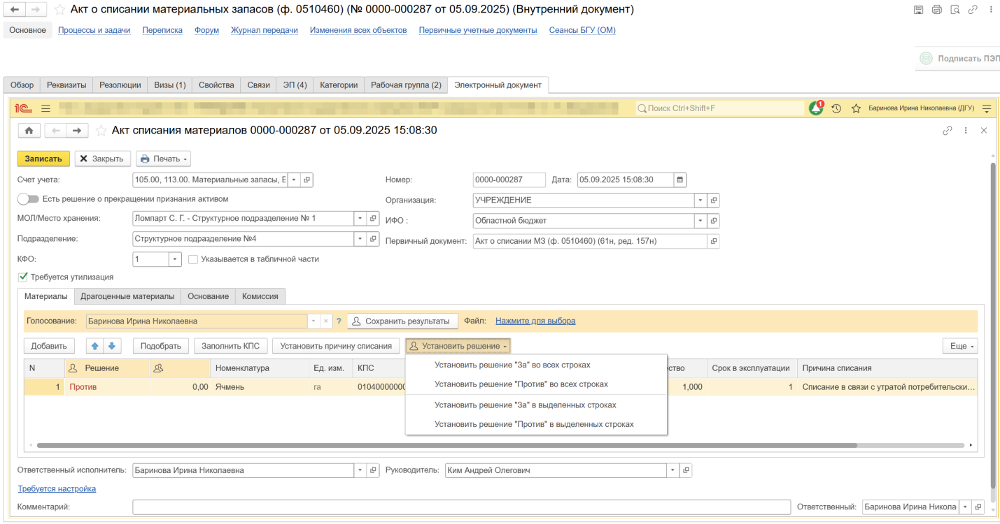 Акт о списании материальных запасов (ф. 0510460) (№ 0000-000287 от 05.09.2025) (Внутренний документ)
Основное Процессы и задачи Переписка Форум Журнал передачи Изменения всех объектов Первичные учетные документы Сеансы БГУ (ОМ)
Подписать ПЭП
Обзор Реквизиты Резолюции Визы (1) Свойства Связи ЭП (4) Категории Рабочая группа (2) Электронный документ
1С Поиск Ctrl+Shift+F 1 Баринова Ирина Николаевна (ДГУ)
Акт списания материалов 0000-000287 от 05.09.2025 15:08:30
Записать Закрыть Печать
Счет учета: 105.00, 113.00. Материальные запасы, Номер: 0000-000287 Дата: 05.09.2025 15:08:30
Есть решение о прекращении признания активом Организация: УЧРЕЖДЕНИЕ
МОЛ/Место хранения: Ломпарт С. Г. - Структурное подразделение № 1 ИФО : Областной бюджет
Подразделение: Структурное подразделение №4 Первичный документ: Акт о списании МЗ (ф. 0510460) (61н, ред. 157н)
КФО: 1 Указывается в табличной части
Требуется утилизация
Материалы Драгоценные материалы Основание Комиссия
Голосование: Баринова Ирина Николаевна ? Сохранить результаты Файл: Нажмите для выбора
Добавить Подобрать Заполнить КПС Установить причину списания Установить решение Еще
N Решение Номенклатура Ед. изм. КПС ство Срок в эксплуатации Причина списания
1 Против 0,00 Ячмень га 01040000000 1,000 1 Списание в связи с утратой потребительски...
Установить решение "За" во всех строках
Установить решение "Против" во всех строках
Установить решение "За" в выделенных строках
Установить решение "Против" в выделенных строках
Ответственный исполнитель: Баринова Ирина Николаевна Руководитель: Ким Андрей Олегович
Требуется настройка
Комментарий: Ответственный: Баринова Ирина Никола